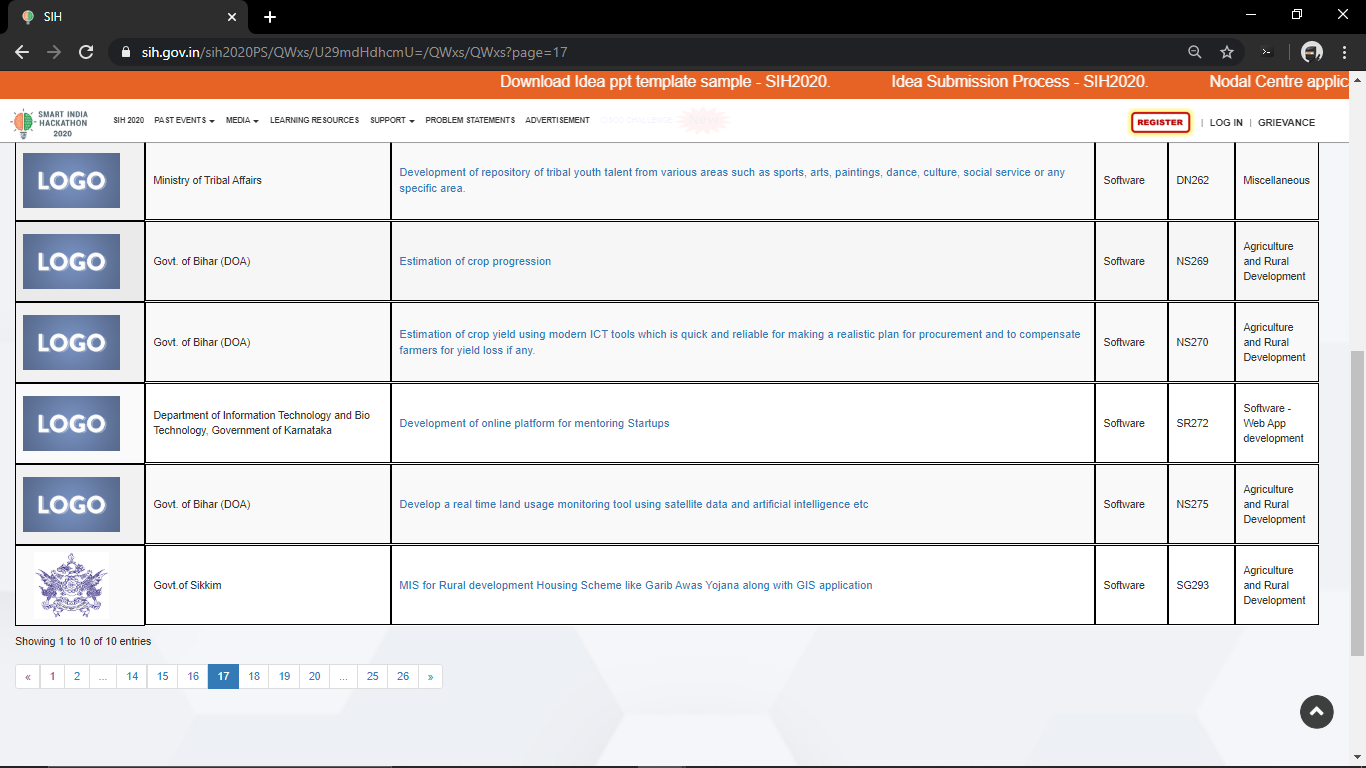 SIH
sih.gov.in/sih2020PS/QWxs/U29mdHdhcmU=/QWxs/QWxs?page=17
Download Idea ppt template sample - SIH2020. Idea Submission Process - SIH2020. Nodal Centre applic
SMART INDIA
HACKATHON
2020
SIH 2020 PAST EVENTS MEDIA LEARNING RESOURCES SUPPORT PROBLEM STATEMENTS ADVERTISEMENT
REGISTER | LOG IN | GRIEVANCE
LOGO
Ministry of Tribal Affairs
Development of repository of tribal youth talent from various areas such as sports, arts, paintings, dance, culture, social service or any
specific area.
Software
DN262
Miscellaneous
LOGO
Govt. of Bihar (DOA)
Estimation of crop progression
Software
NS269
Agriculture
and Rural
Development
LOGO
Govt. of Bihar (DOA)
Estimation of crop yield using modern ICT tools which is quick and reliable for making a realistic plan for procurement and to compensate
farmers for yield loss if any.
Software
NS270
Agriculture
and Rural
Development
LOGO
Department of Information Technology and Bio
Technology, Government of Karnataka
Development of online platform for mentoring Startups
Software
SR272
Software -
Web App
development
LOGO
Govt. of Bihar (DOA)
Develop a real time land usage monitoring tool using satellite data and artificial intelligence etc
Software
NS275
Agriculture
and Rural
Development
Govt.of Sikkim
MIS for Rural development Housing Scheme like Garib Awas Yojana along with GIS application
Software
SG293
Agriculture
and Rural
Development
Showing 1 to 10 of 10 entries
« 1 2 ... 14 15 16 17 18 19 20 ... 25 26 »